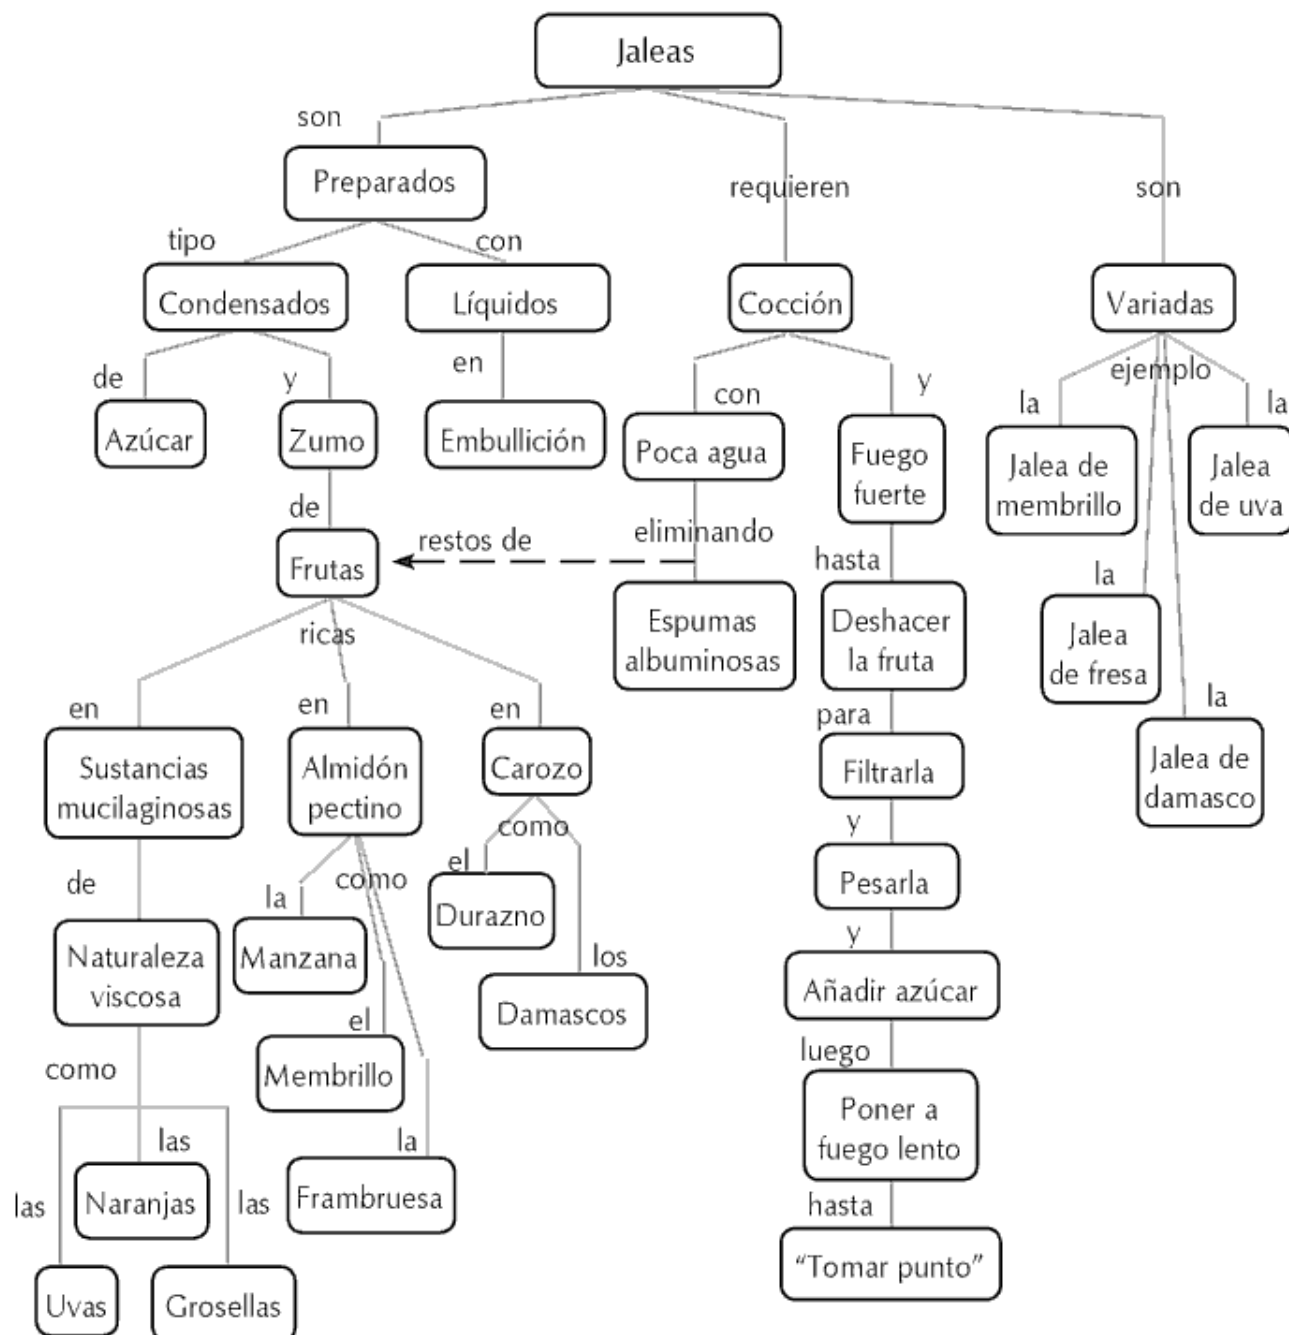 Jaleas
son
Preparados
requieren
son
tipo
con
Condensados
Líquidos
Cocción
Variadas
de
y
en
con
y
ejemplo
la
la
Azúcar
Zumo
Embullición
Poca agua
Fuego
fuerte
Jalea de
membrillo
Jalea
de uva
de
restos de
eliminando
hasta
la
Frutas
Espumas
albuminosas
Deshacer
la fruta
Jalea
de fresa
ricas
en
en
en
para
la
Sustancias
mucilaginosas
Almidón
pectino
Carozo
Filtrarla
Jalea de
damasco
de
la
como
el
como
los
y
Pesarla
Naturaleza
viscosa
Manzana
Durazno
Damascos
y
Añadir azúcar
como
el
Membrillo
luego
Poner a
fuego lento
las
las
las
la
Naranjas
Frambruesa
hasta
"Tomar punto"
Uvas
Grosellas